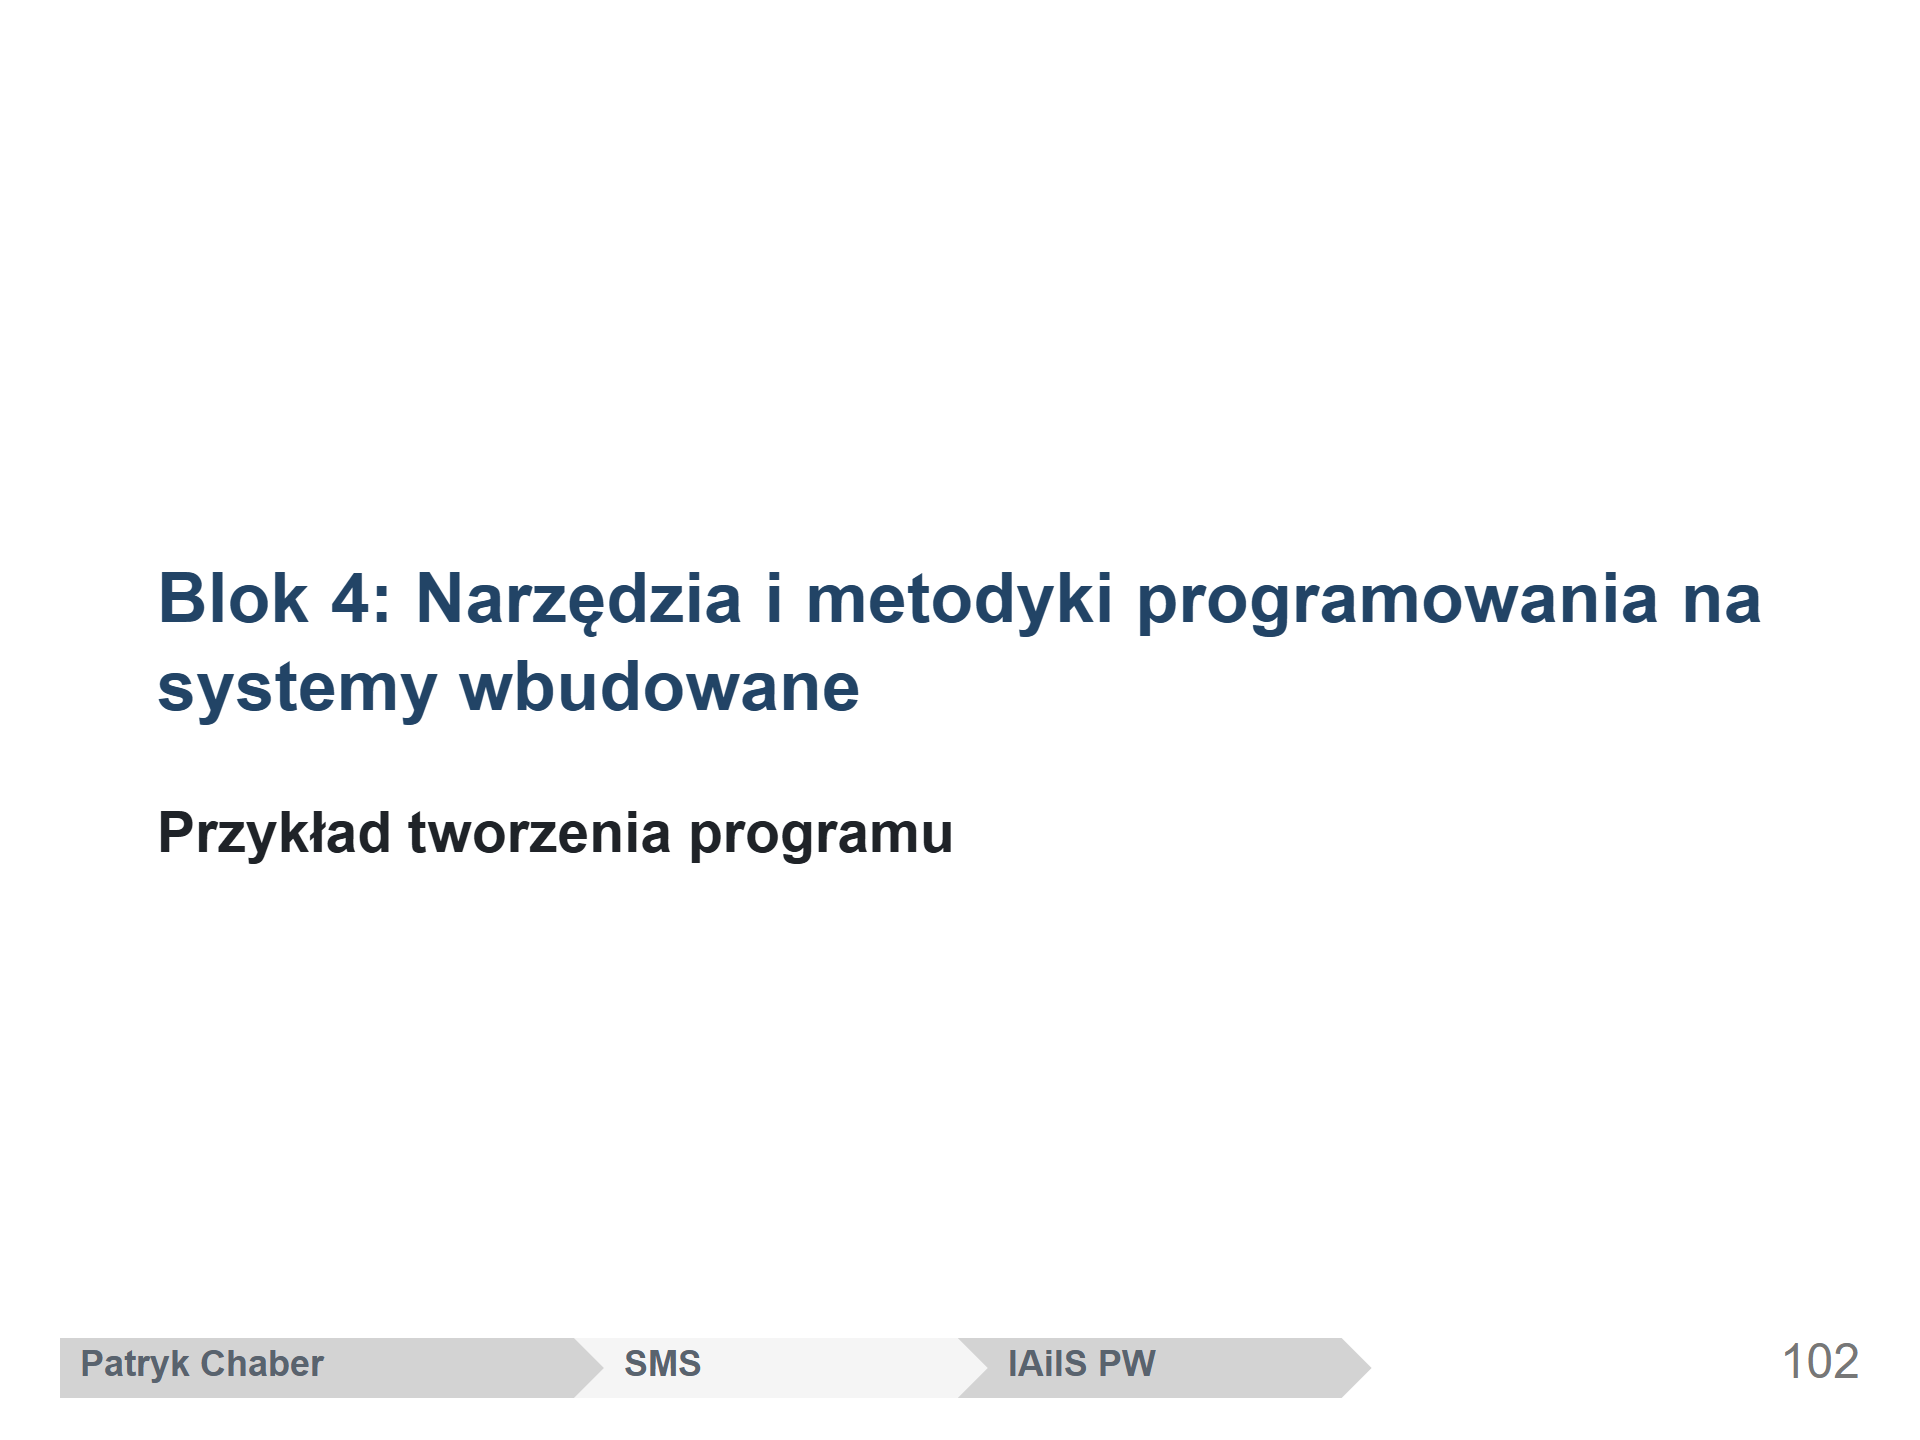 Blok 4: Narzędzia i metodyki programowania na
systemy wbudowane
Przykład tworzenia programu
Patryk Chaber
SMS
IAiIS PW
102